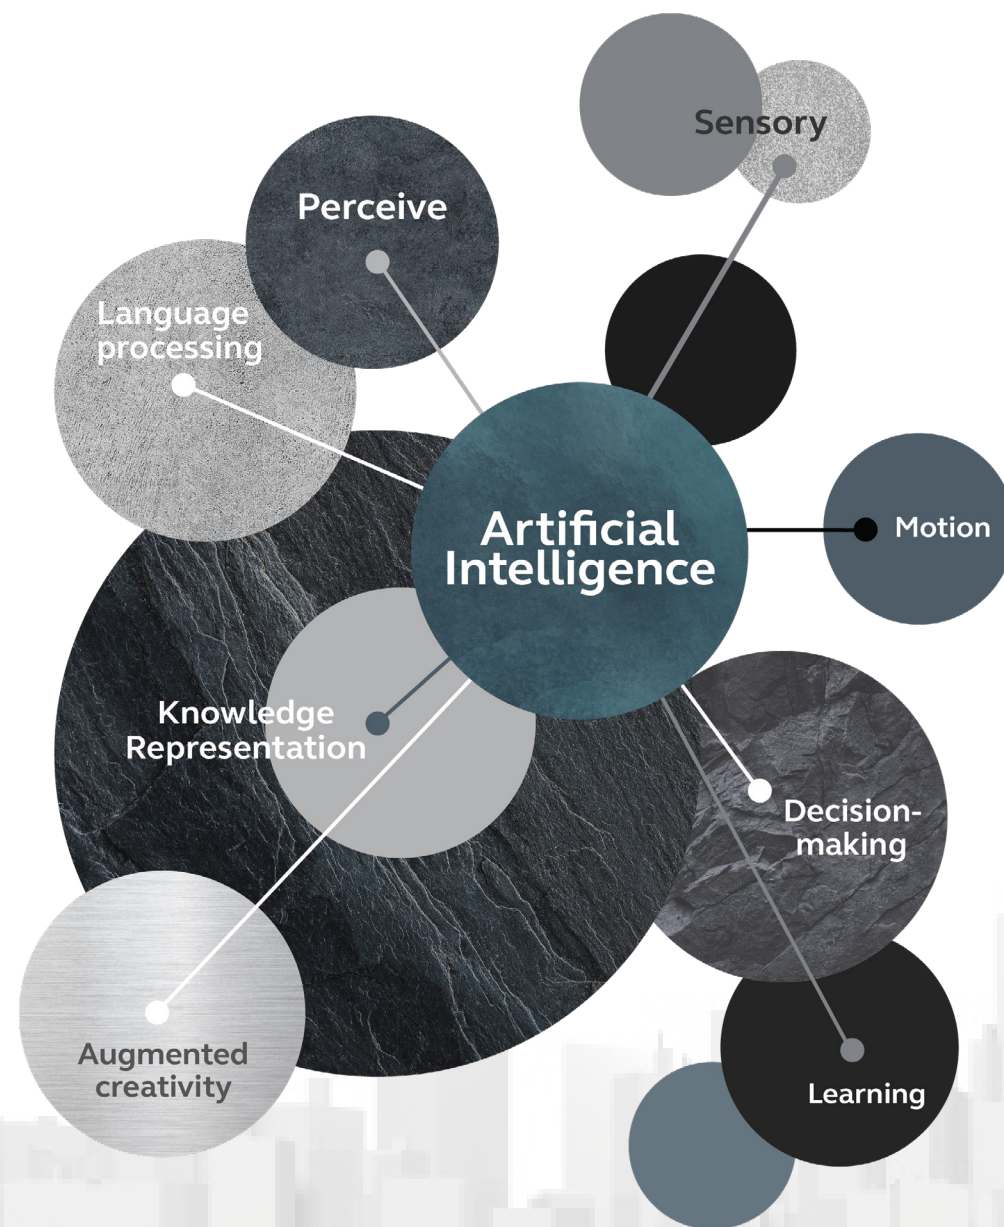 Sensory
Perceive
Language
processing
Artificial
Intelligence
Motion
Knowledge
Representation
Decision-
making
Augmented
creativity
Learning